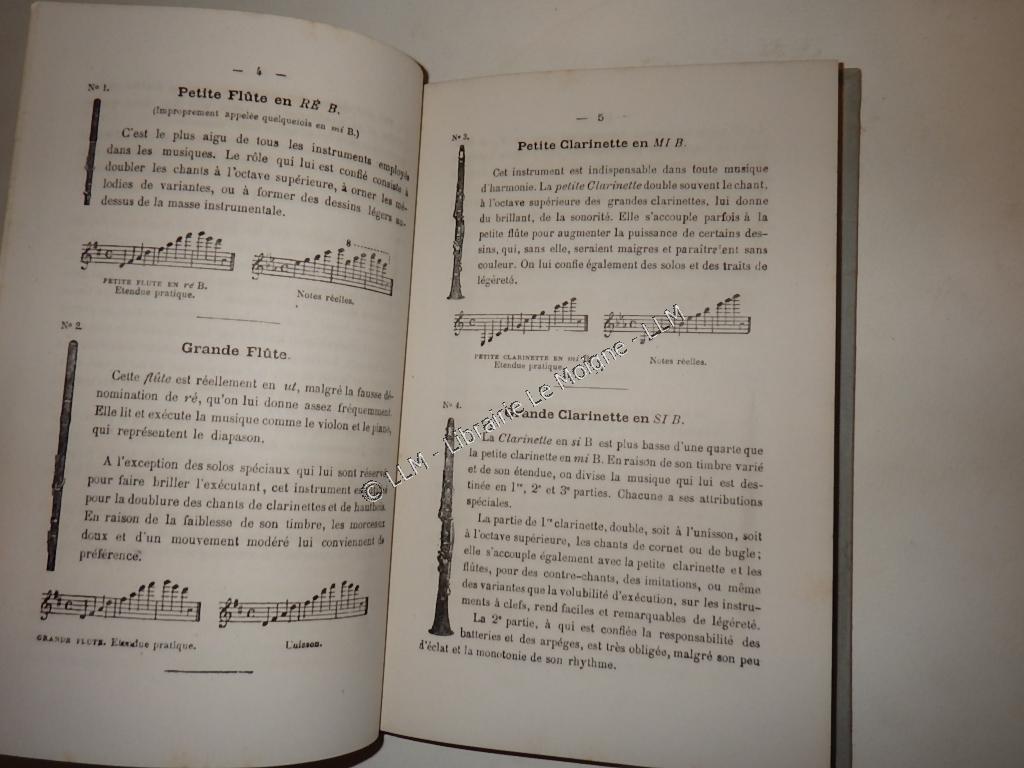 — 4 —
Nº 1.
Petite Flûte en RÉ B.
(Improprement appelée quelquefois en mi B.)
C'est le plus aigu de tous les instruments employés
dans les musiques. Le rôle qui lui est confié consiste à
doubler les chants à l'octave supérieure, à orner les mé-
lodies de variantes, ou à former des dessins légers au-
dessus de la masse instrumentale.
8
PETITE FLUTE EN ré B.
Etendue pratique.
Notes réelles.
Nº 2.
Grande Flûte.
Cette flûte est réellement en ut, malgré la fausse dé-
nomination de ré, qu'on lui donne assez fréquemment.
Elle lit et exécute la musique comme le violon et le piano,
qui représentent le diapason.
A l'exception des solos spéciaux qui lui sont réservés
pour faire briller l'exécutant, cet instrument est
pour la doublure des chants de clarinettes et de hautbois.
En raison de la faiblesse de son timbre, les morceaux
doux et d'un mouvement modéré lui conviennent de
préférence.
GRANDE FLUTE. Etendue pratique.
Unisson.
— 5 —
Nº 3.
Petite Clarinette en MI B.
Cet instrument est indispensable dans toute musique
d'harmonie. La petite Clarinette double souvent le chant,
à l'octave supérieure des grandes clarinettes, lui donne
du brillant, de la sonorité. Elle s'accouple parfois à la
petite flûte pour augmenter la puissance de certains des-
sins, qui, sans elle, seraient maigres et paraîtraient sans
couleur. On lui confie également des solos et des traits de
légéreté.
PETITE CLARINETTE EN mi B.
Etendue pratique.
Notes réelles.
Nº 4.
Grande Clarinette en SI B.
La Clarinette en si B est plus basse d'une quarte que
la petite clarinette en mi B. En raison de son timbre varié
et de son étendue, on divise la musique qui lui est des-
tinée en 1re, 2e et 3e parties. Chacune a ses attributions
spéciales.
La partie de 1re clarinette, double, soit à l'unisson, soit
à l'octave supérieure, les chants de cornet ou de bugle;
elle s'accouple également avec la petite clarinette et les
flûtes, pour des contre-chants, des imitations, ou même
des variantes que la volubilité d'exécution, sur les instru-
ments à clefs, rend faciles et remarquables de légéreté.
La 2e partie, à qui est confiée la responsabilité des
batteries et des arpéges, est très obligée, malgré son peu
d'éclat et la monotonie de son rhythme.
© LLM - Librairie Le Moigne - LLM